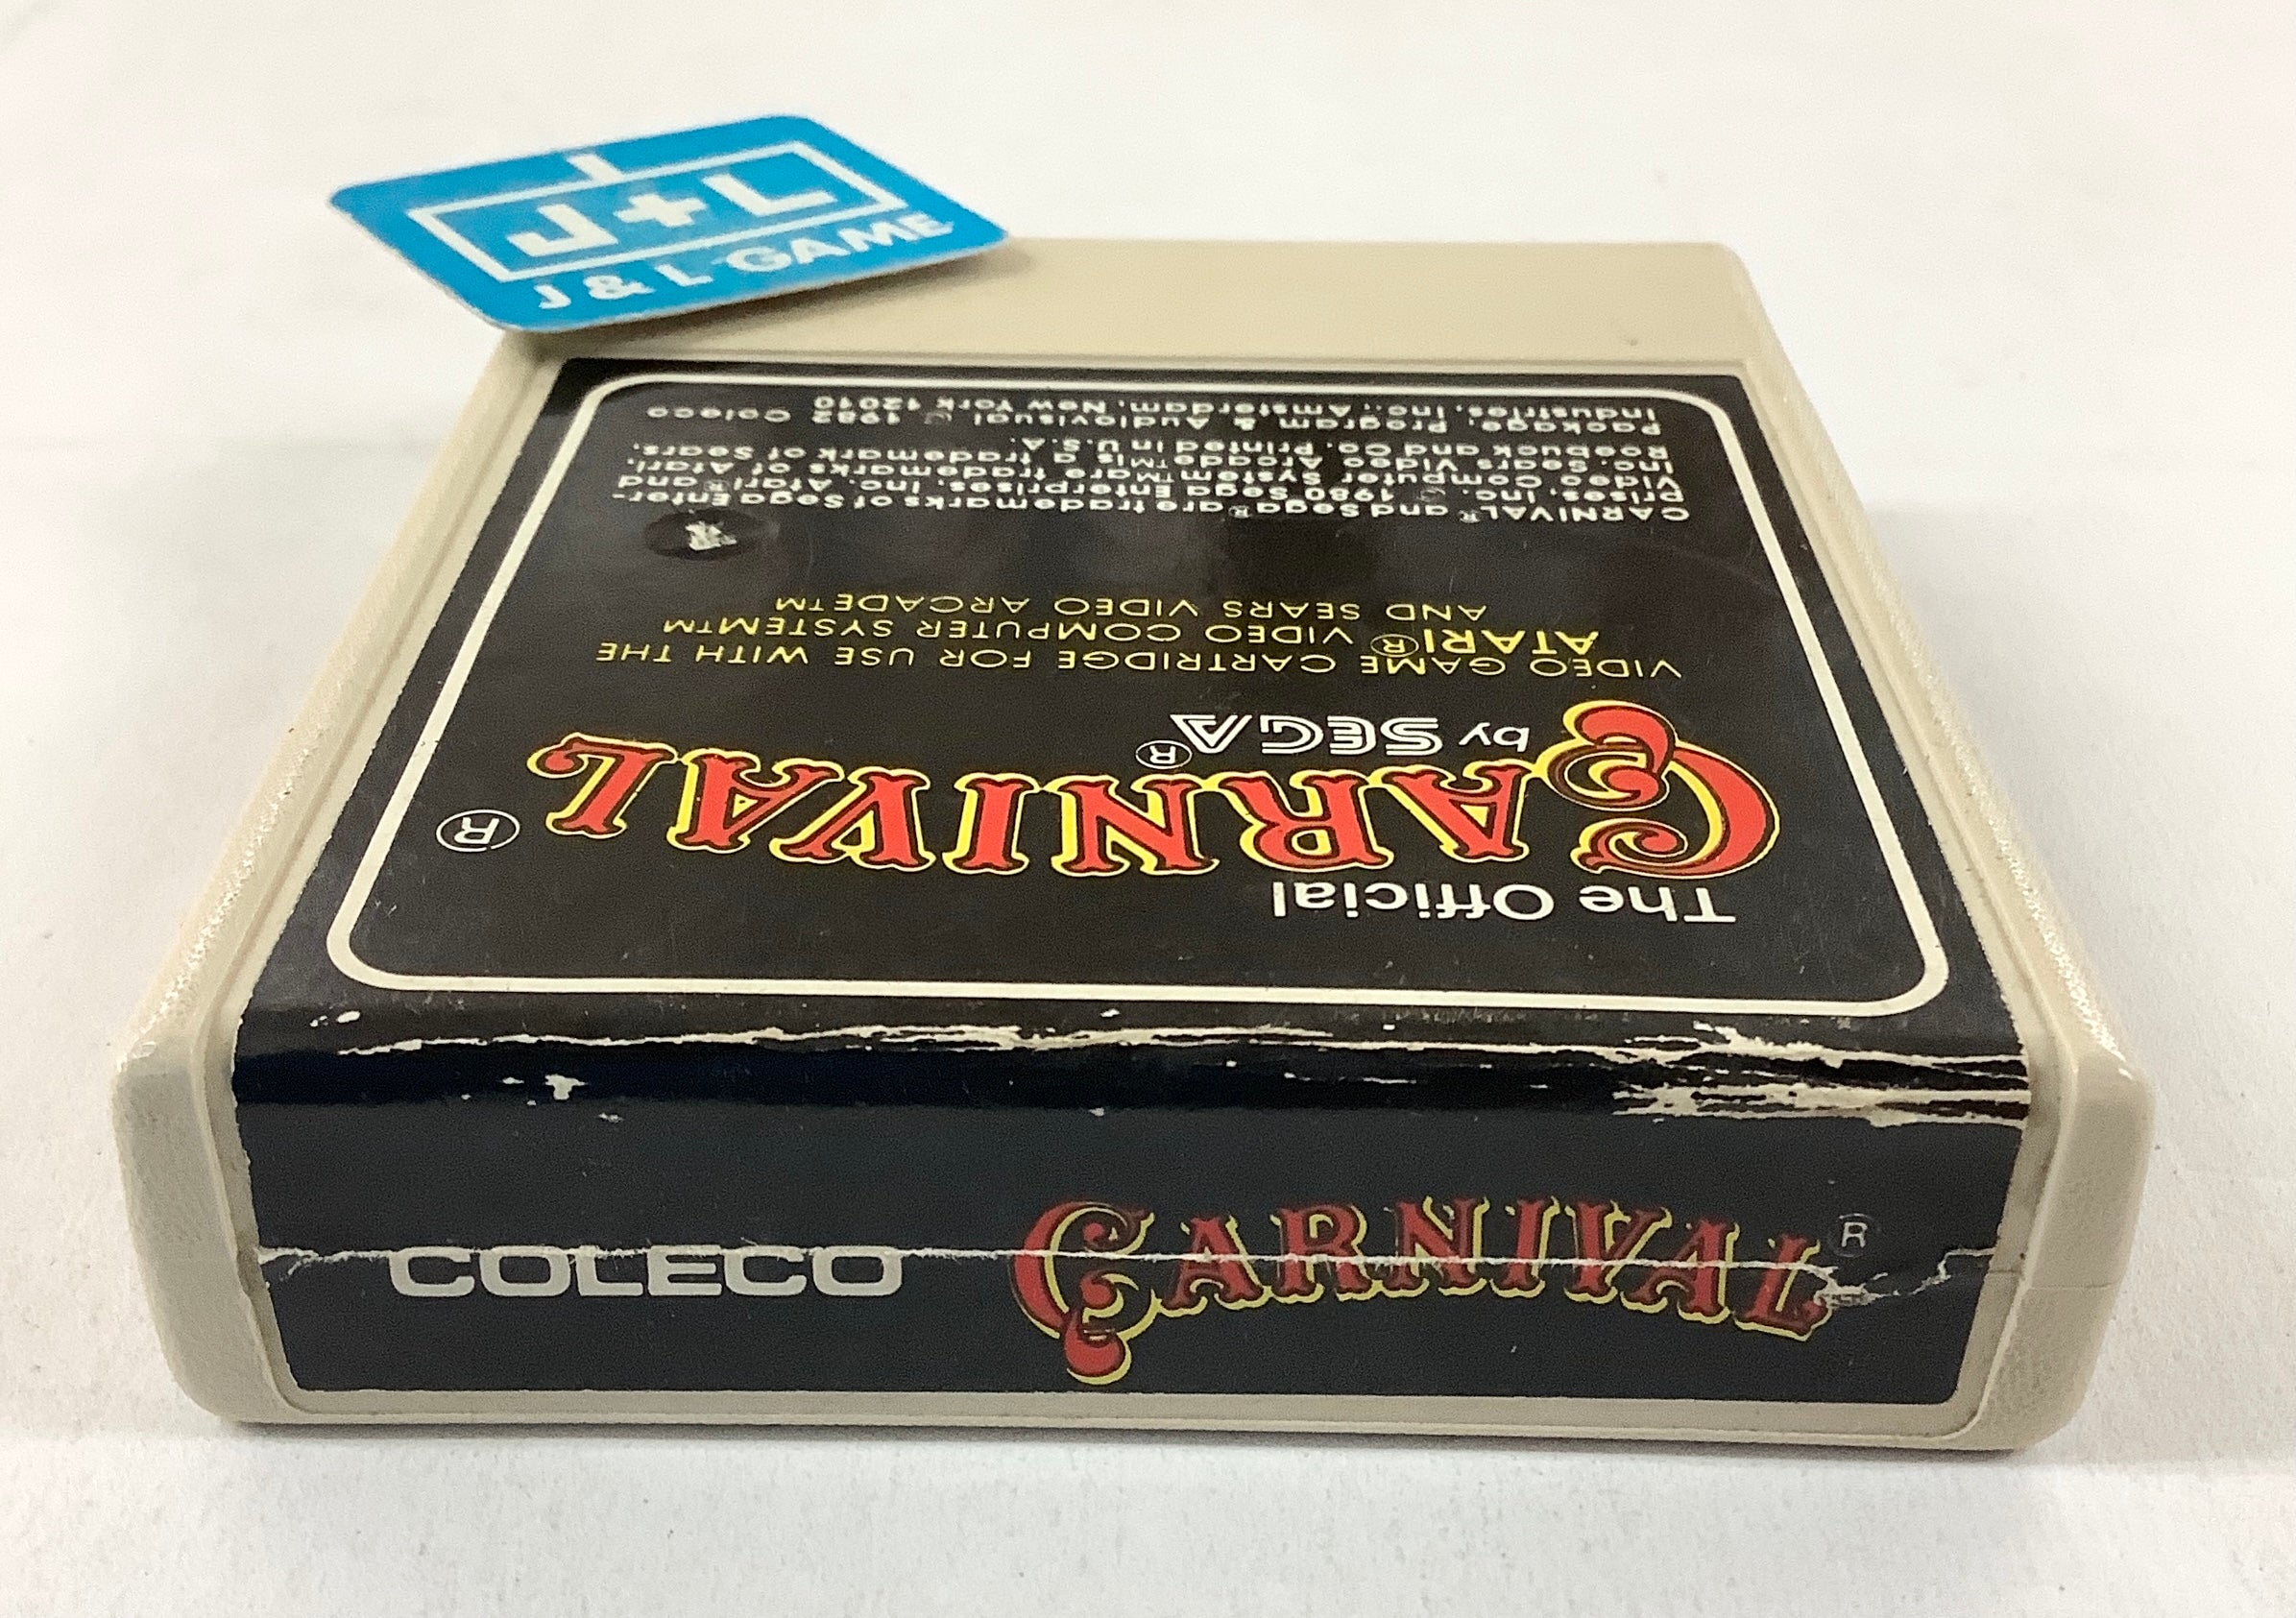 J+L
J & L GAME
The Official
CARNIVAL®
by SEGA®
VIDEO GAME CARTRIDGE FOR USE WITH THE
ATARI® VIDEO COMPUTER SYSTEM™
AND SEARS VIDEO ARCADE™
CARNIVAL® and Sega® are trademarks of Sega Enter-
prises, Inc. © 1980 Sega Enterprises, Inc. Atari® and
Video Computer System™ are trademarks of Atari,
Inc. Sears Video Arcade™ is a trademark of Sears,
Roebuck and Co. Printed in U.S.A.
Package, Program & Audiovisual © 1982 Coleco
Industries, Inc., Amsterdam, New York 12010
COLECO CARNIVAL®